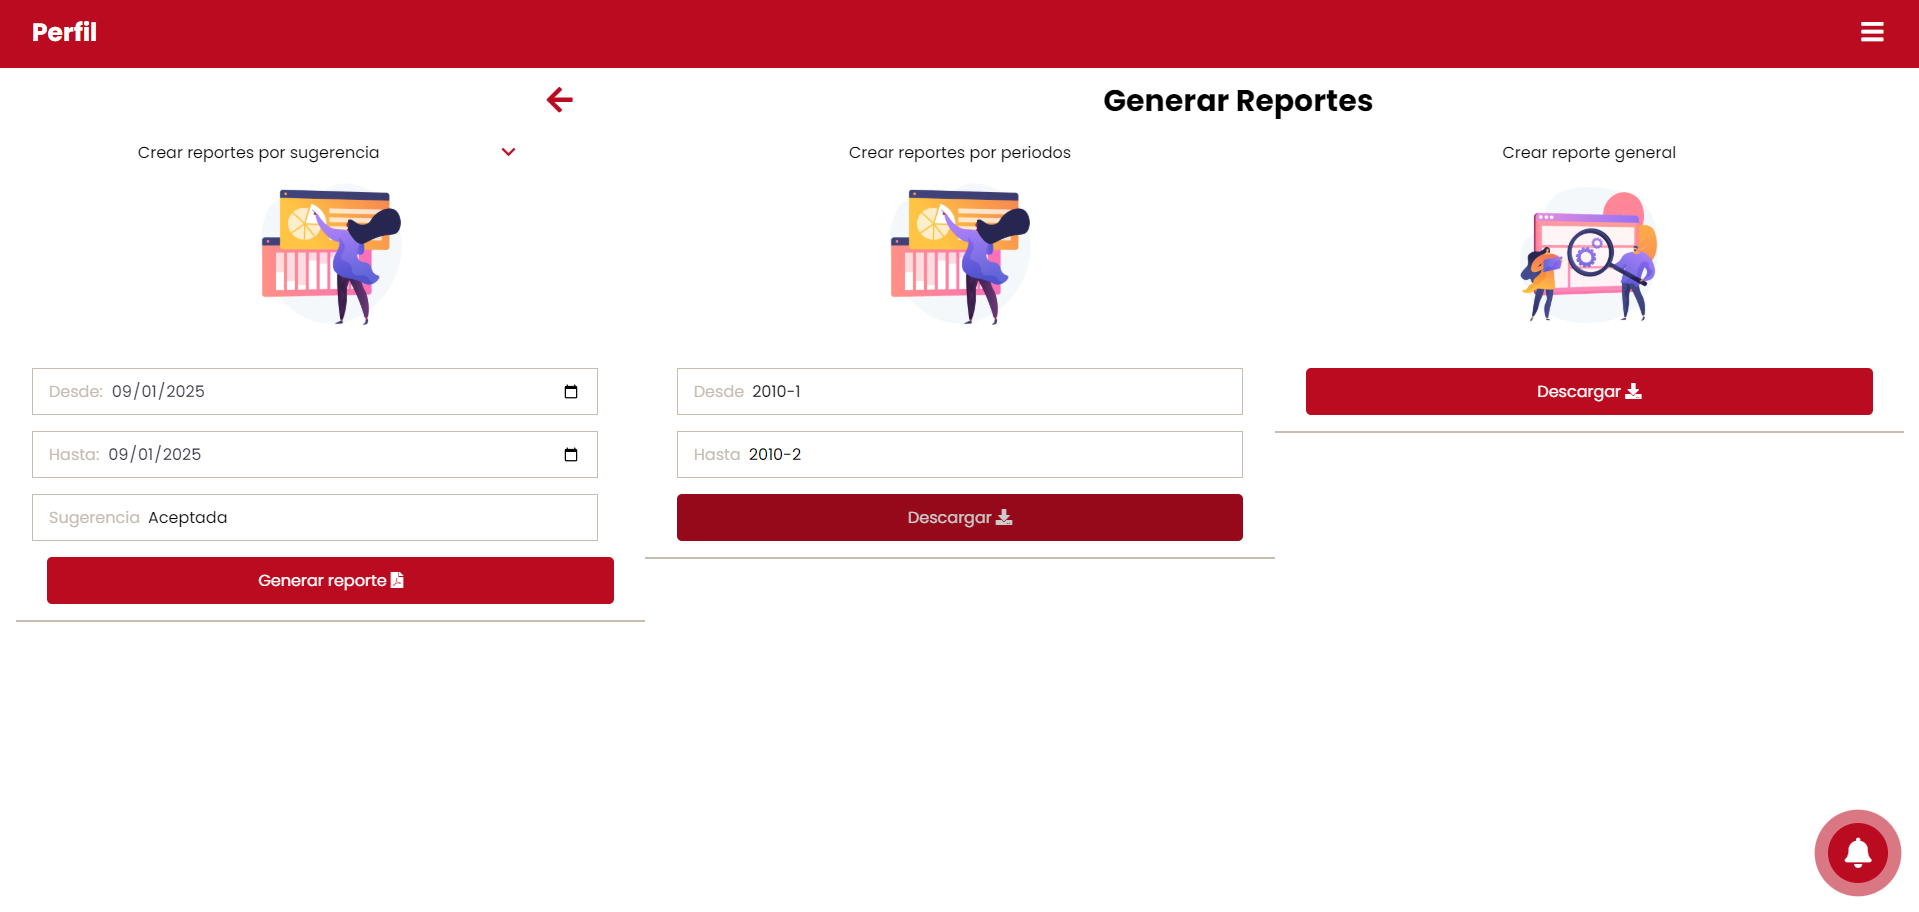 Perfil
Generar Reportes
Crear reportes por sugerencia
Desde: 09/01/2025
Hasta: 09/01/2025
Sugerencia Aceptada
Generar reporte
Crear reportes por periodos
Desde 2010-1
Hasta 2010-2
Descargar
Crear reporte general
Descargar